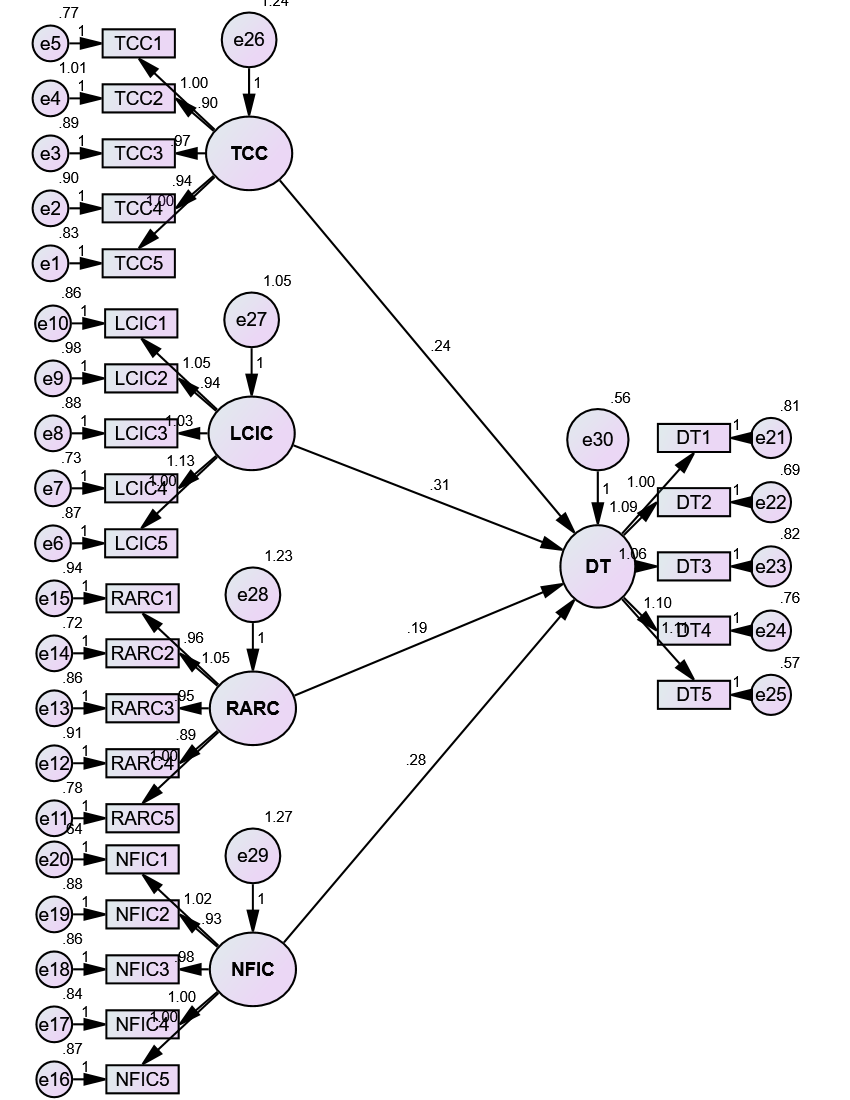 1.24
.77
e5 1 TCC1 e26
1.01
1.00 1
e4 1 TCC2 .90
.89
e3 1 TCC3 .97 TCC
.90
.94
e2 1 TCC4 1.00
.83
e1 1 TCC5
1.05
.86
e10 1 LCIC1 e27
.24
.98
1.05 1
e9 1 LCIC2 .94
.88
e8 1 LCIC3 1.03 LCIC
.73
1.13
e7 1 LCIC4 1.00
.31
.87
e6 1 LCIC5
.56 .81
e30 DT1 1 e21
.69
1 1.00 DT2 1 e22
1.09
.82
DT 1.06 DT3 1 e23
.76
1.10
1.11 DT4 1 e24
.57
DT5 1 e25
1.23
.94
e15 1 RARC1 e28
.72
.96 1
e14 1 RARC2 1.05
.19
.86
e13 1 RARC3 .95 RARC
.91
.89
e12 1 RARC4 1.00
.28
.78
e11 1 RARC5
.64
1.27
e20 1 NFIC1 e29
.88
1.02 1
e19 1 NFIC2 .93
.86
e18 1 NFIC3 .98 NFIC
.84
1.00
e17 1 NFIC4 1.00
.87
e16 1 NFIC5